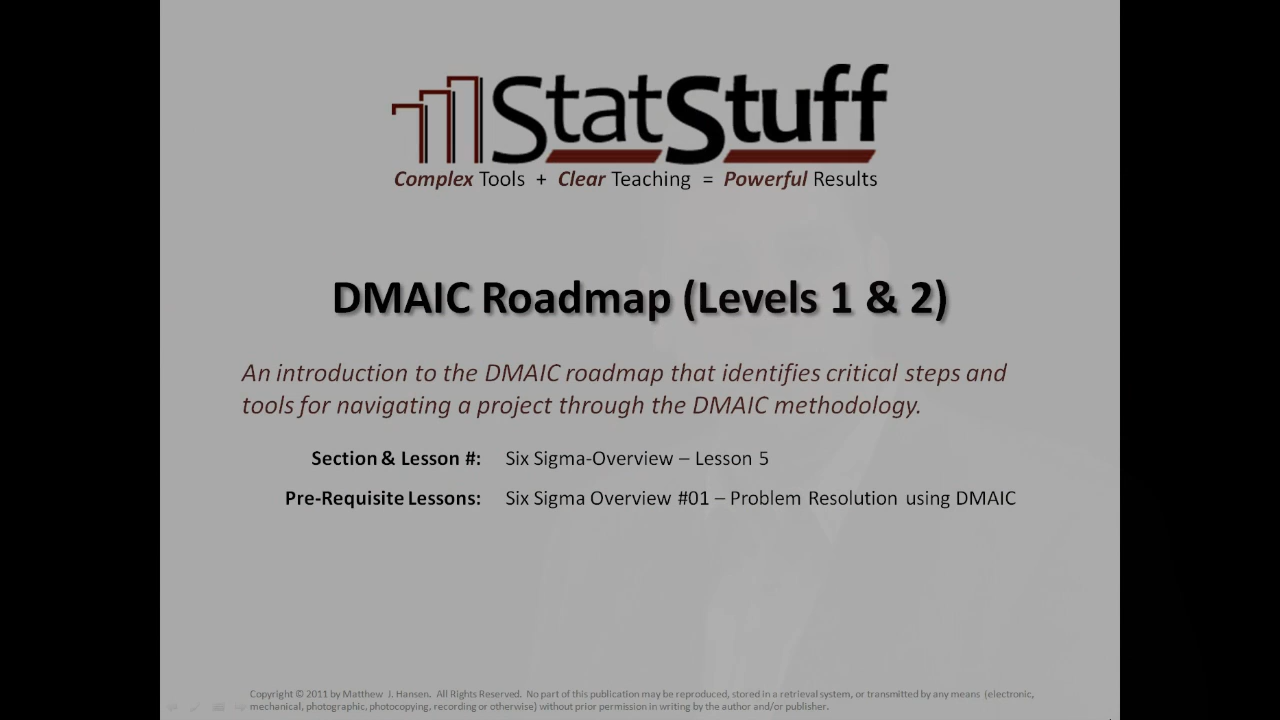 StatStuff
Complex Tools + Clear Teaching = Powerful Results
DMAIC Roadmap (Levels 1 & 2)
An introduction to the DMAIC roadmap that identifies critical steps and
tools for navigating a project through the DMAIC methodology.
Section & Lesson #: Six Sigma-Overview – Lesson 5
Pre-Requisite Lessons: Six Sigma Overview #01 – Problem Resolution using DMAIC
Copyright © 2011 by Matthew J. Hansen. All Rights Reserved. No part of this publication may be reproduced, stored in a retrieval system, or transmitted by any means (electronic,
mechanical, photographic, photocopying, recording or otherwise) without prior permission in writing by the author and/or publisher.